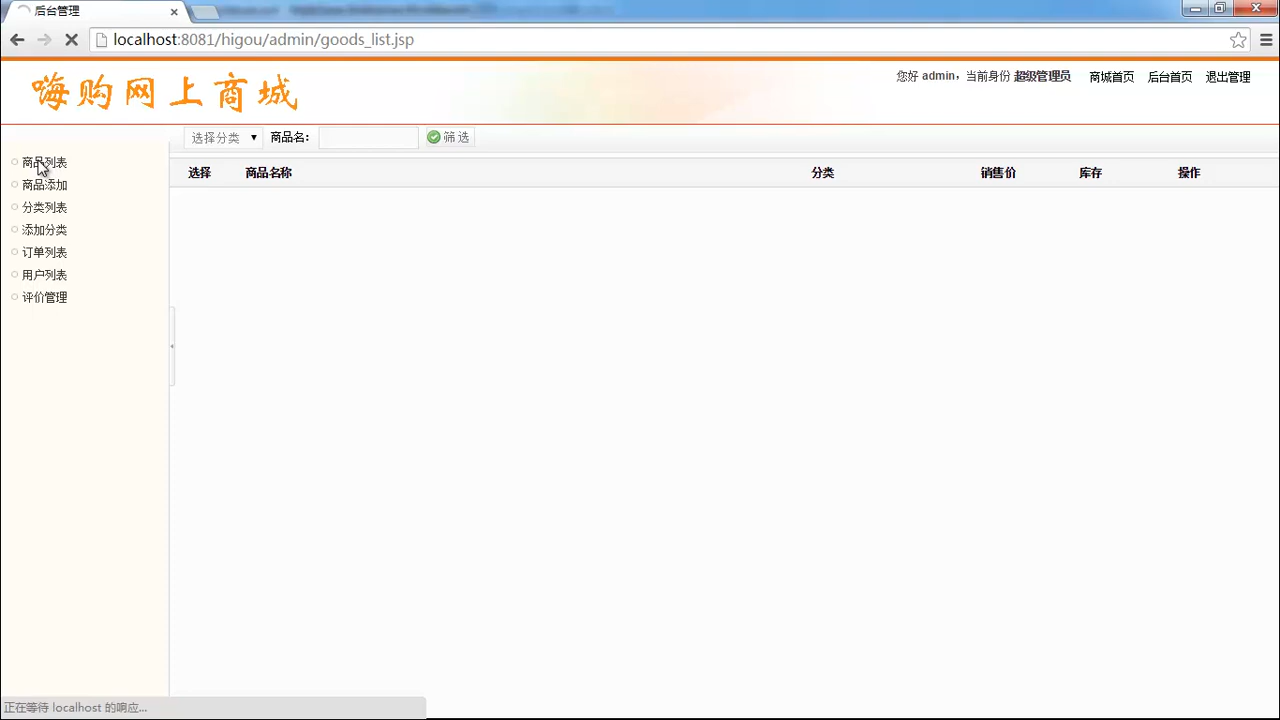 后台管理
localhost:8081/higou/admin/goods_list.jsp
嗨购网上商城
您好 admin，当前身份 超级管理员 商城首页 后台首页 退出管理
选择分类 商品名: 筛选
选择 商品名称 分类 销售价 库存 操作
商品列表
商品添加
分类列表
添加分类
订单列表
用户列表
评价管理
正在等待 localhost 的响应...